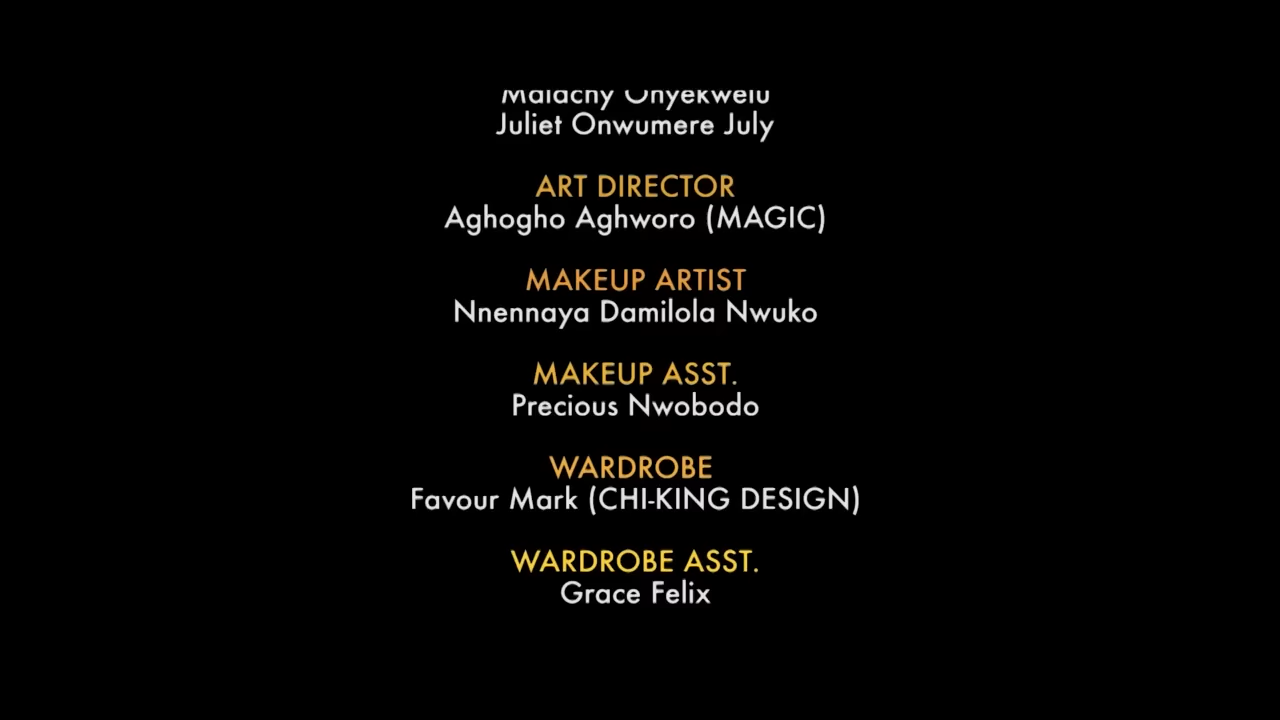 Malachy Onyekwelu
Juliet Onwumere July
ART DIRECTOR
Aghogho Aghworo (MAGIC)
MAKEUP ARTIST
Nnennaya Damilola Nwuko
MAKEUP ASST.
Precious Nwobodo
WARDROBE
Favour Mark (CHI-KING DESIGN)
WARDROBE ASST.
Grace Felix